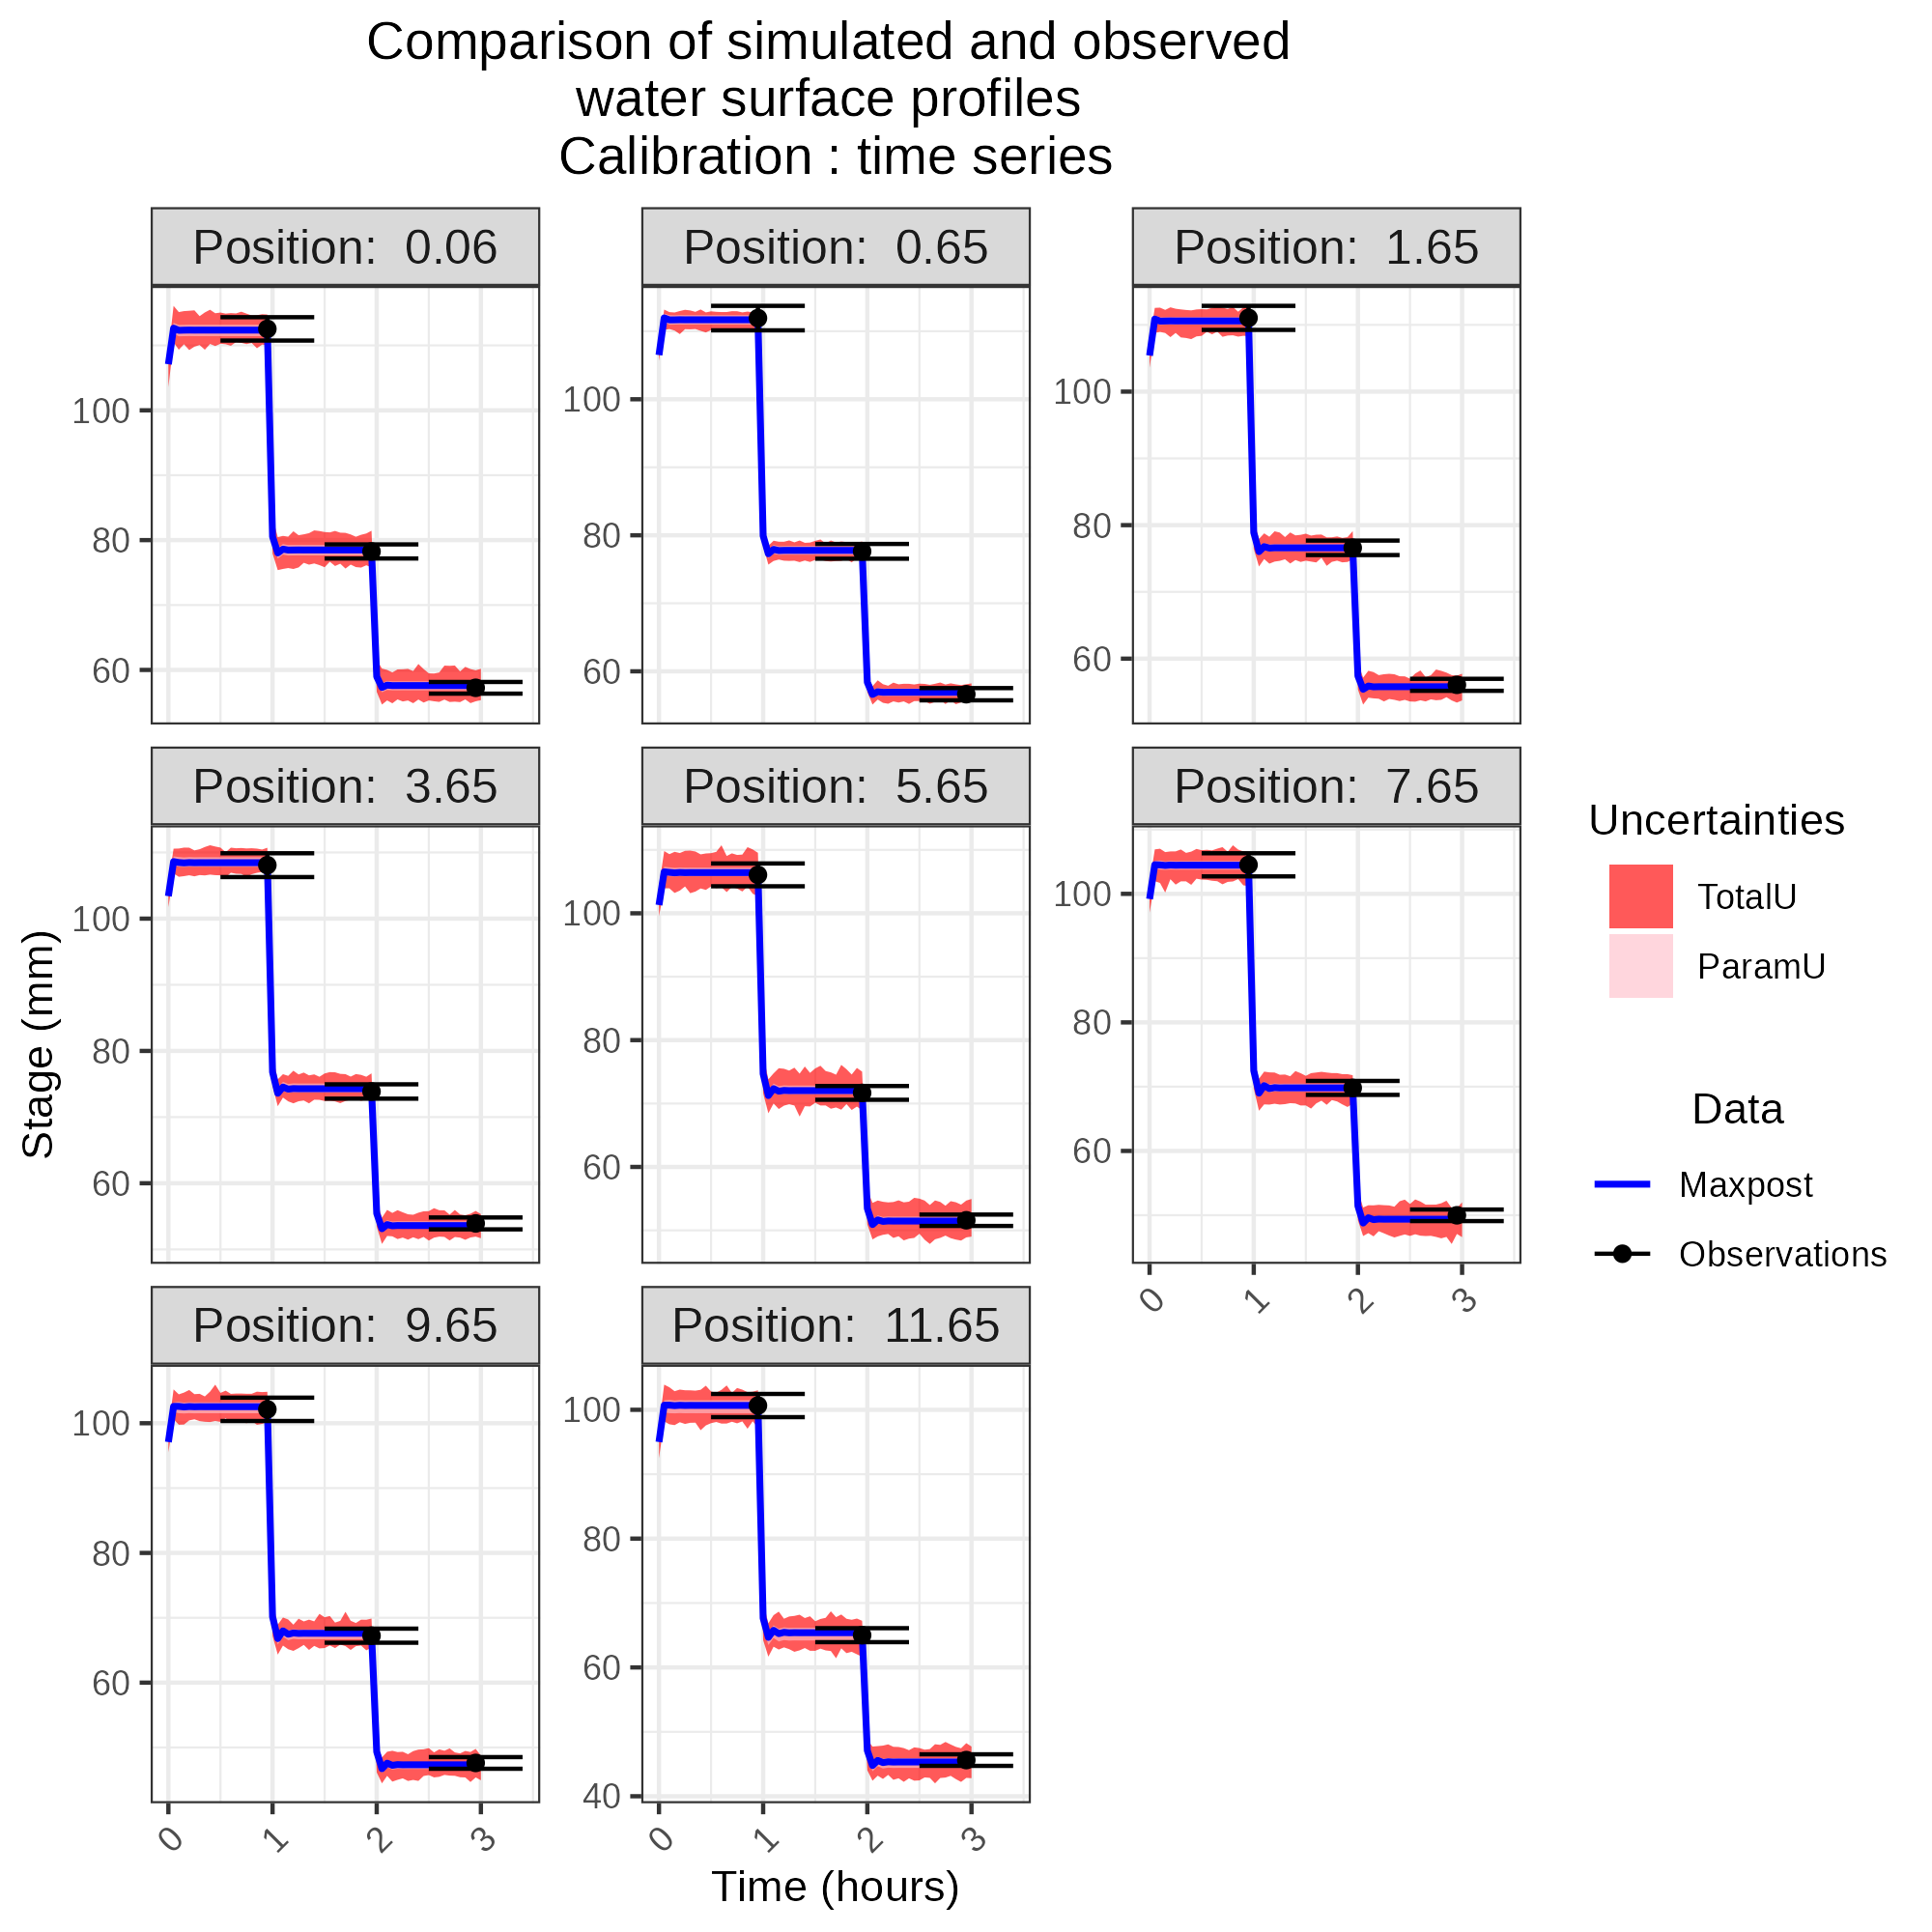 Comparison of simulated and observed
water surface profiles
Calibration : time series
Position: 0.06
Position: 0.65
Position: 1.65
100
80
60
100
80
60
100
80
60
Position: 3.65
Position: 5.65
Position: 7.65
100
80
60
100
80
60
100
80
60
0 1 2 3
Position: 9.65
Position: 11.65
100
80
60
100
80
60
40
0 1 2 3
0 1 2 3
Stage (mm)
Time (hours)
Uncertainties
TotalU
ParamU
Data
Maxpost
Observations